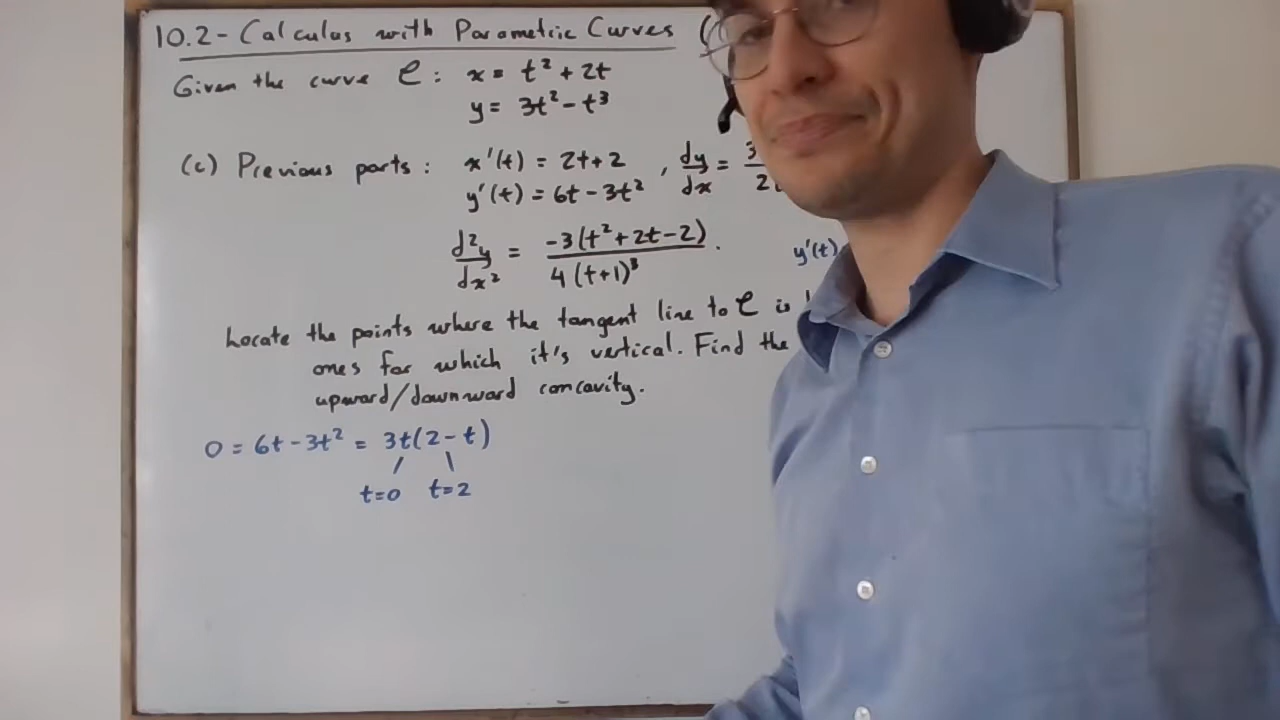 10.2 - Calculus with Parametric Curves (
Given the curve C : x = t² + 2t
y = 3t² - t³
(c) Previous parts : x'(t) = 2t+2 , dy/dx = 3
y'(t) = 6t - 3t² 2
d²y/dx² = -3(t²+2t-2)/4(t+1)³ .
y'(t)
Locate the points where the tangent line to C is
ones for which it's vertical. Find the
upward/downward concavity.
0 = 6t - 3t² = 3t(2 - t)
t=0 t=2